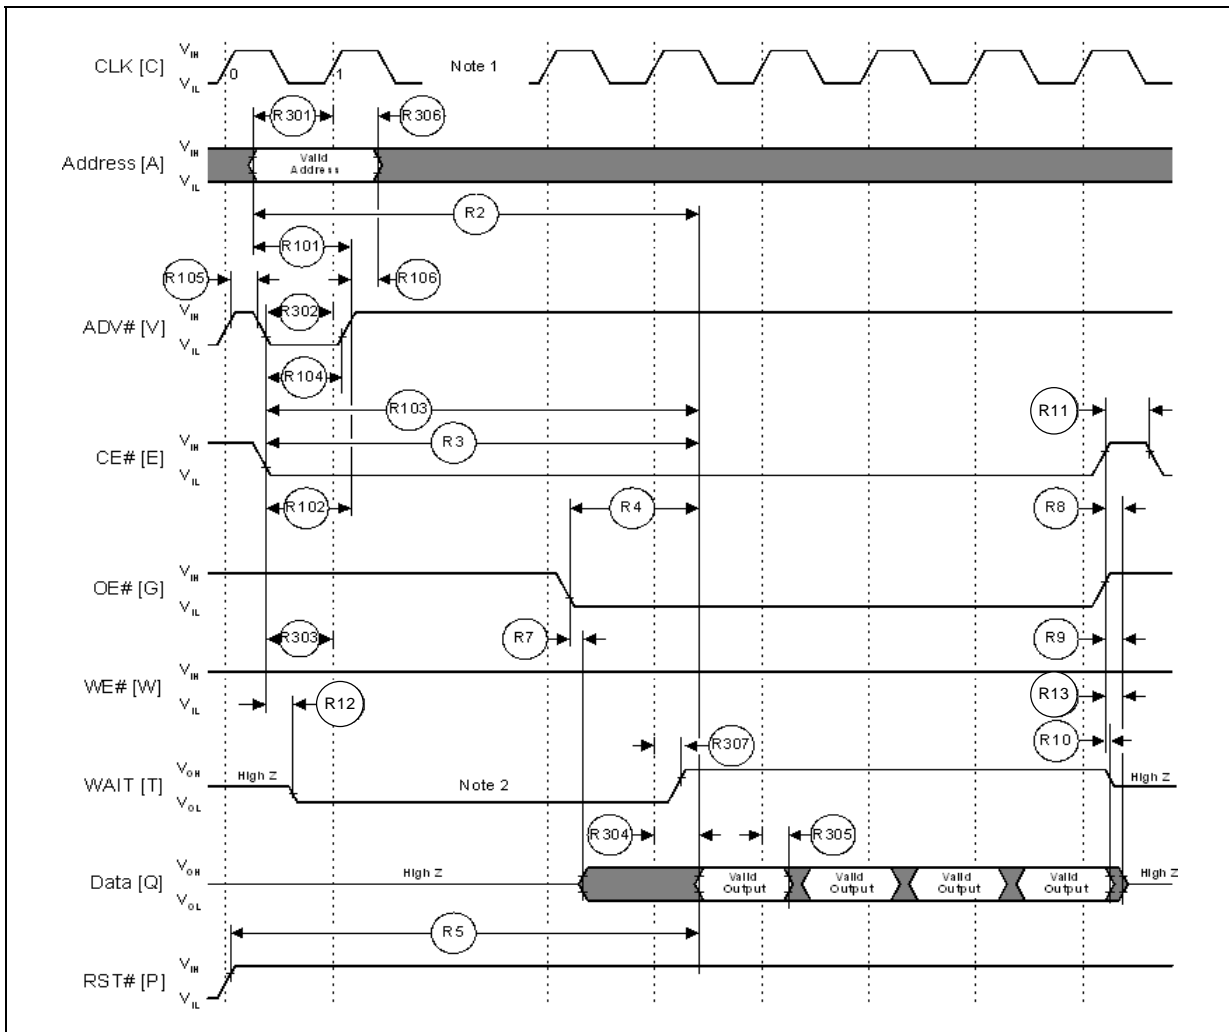 CLK [C] V_IH V_IL 0 1 Note 1
R301 R306
Address [A] V_IH V_IL Valid Address
R2
R101
R105 R106
ADV# [V] V_IH V_IL R302
R104
R103 R11
CE# [E] V_IH V_IL R3
R102 R4 R8
OE# [G] V_IH V_IL
R303 R7 R9
WE# [W] V_IH V_IL
R12 R13
R307 R10
WAIT [T] V_OH V_OL High Z Note 2 High Z
R304 R305
Data [Q] V_OH V_OL High Z Valid Output Valid Output Valid Output Valid Output High Z
R5
RST# [P] V_IH V_IL